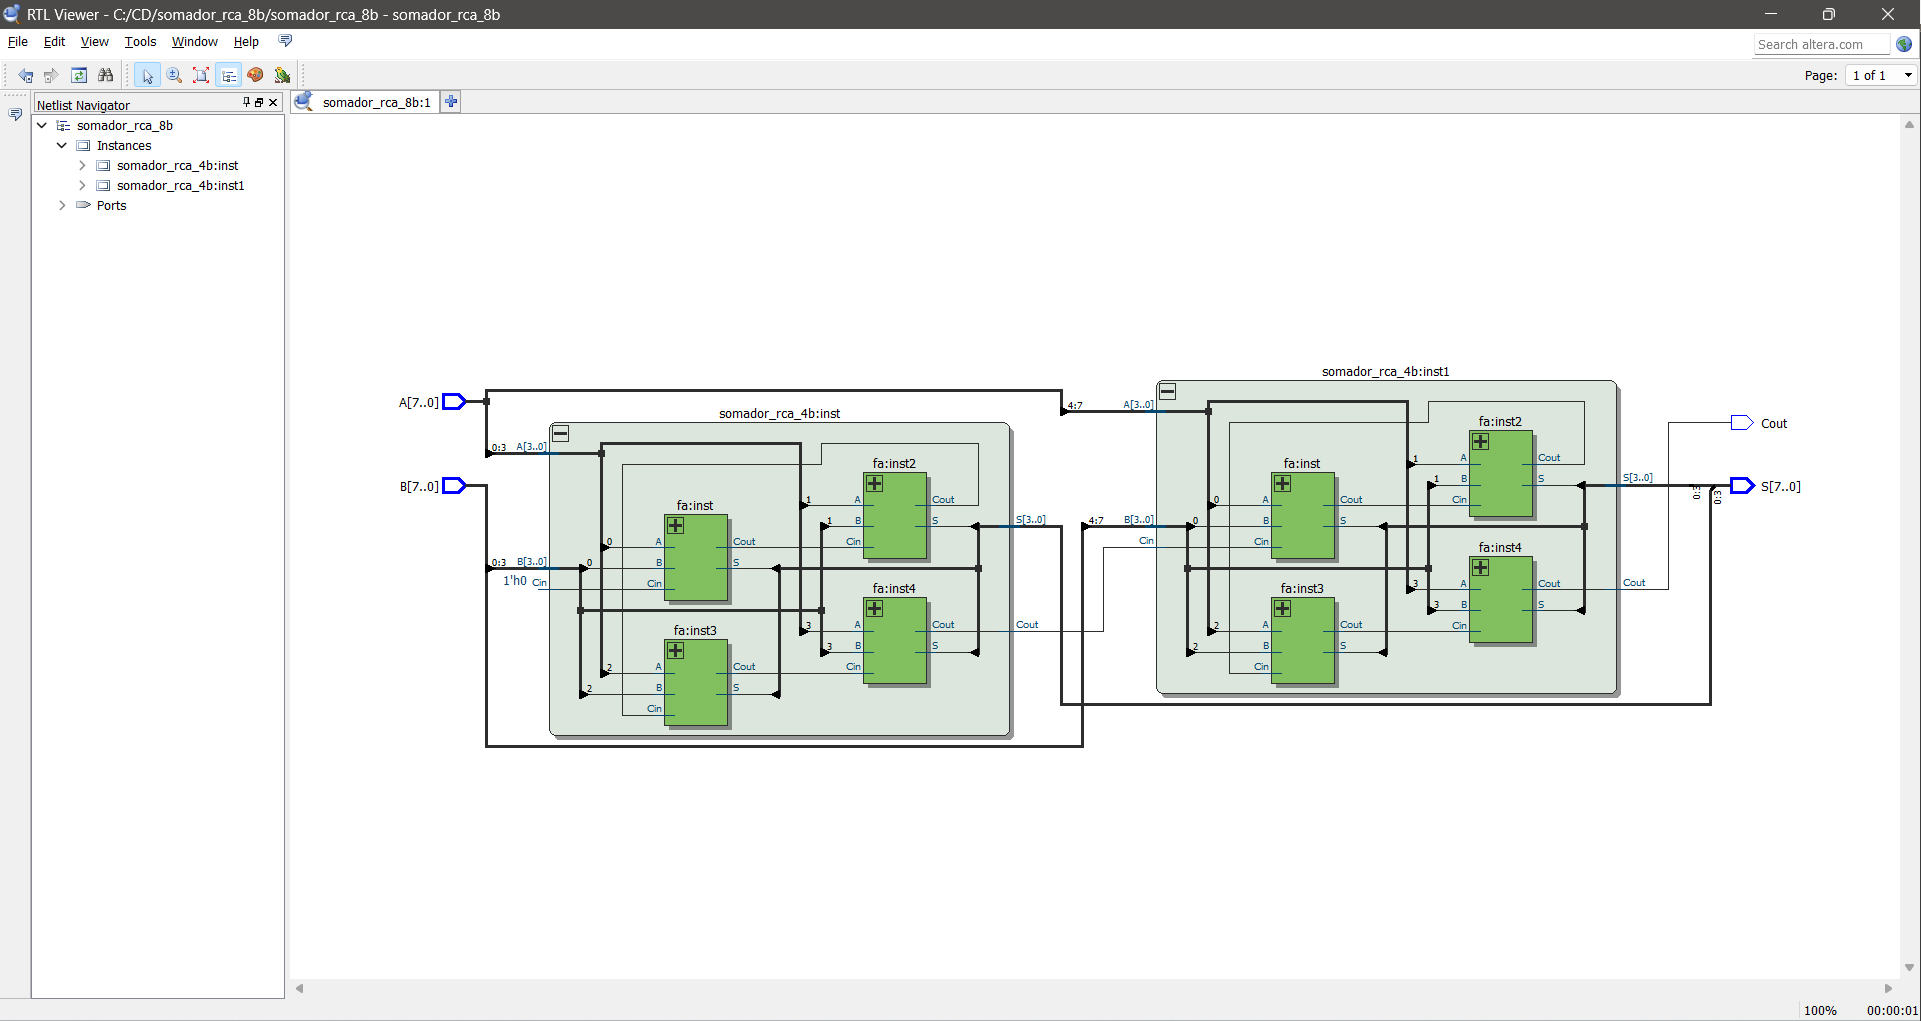 RTL Viewer - C:/CD/somador_rca_8b/somador_rca_8b - somador_rca_8b
File Edit View Tools Window Help
Search altera.com
Page: 1 of 1
Netlist Navigator
somador_rca_8b:1
somador_rca_8b
Instances
somador_rca_4b:inst
somador_rca_4b:inst1
Ports
A[7..0]
B[7..0]
somador_rca_4b:inst
0:3 A[3..0]
0:3 B[3..0]
1'h0 Cin
fa:inst
0 A Cout
0 B S
Cin
fa:inst3
2 A Cout
2 B S
Cin
fa:inst2
1 A Cout
1 B S
Cin
fa:inst4
3 A Cout
3 B S
Cin
S[3..0]
Cout
somador_rca_4b:inst1
4:7 A[3..0]
4:7 B[3..0]
Cin
fa:inst
0 A Cout
0 B S
Cin
fa:inst3
2 A Cout
2 B S
Cin
fa:inst2
1 A Cout
1 B S
Cin
fa:inst4
3 A Cout
3 B S
Cin
S[3..0]
Cout
0:3
0:3
Cout
S[7..0]
100% 00:00:01